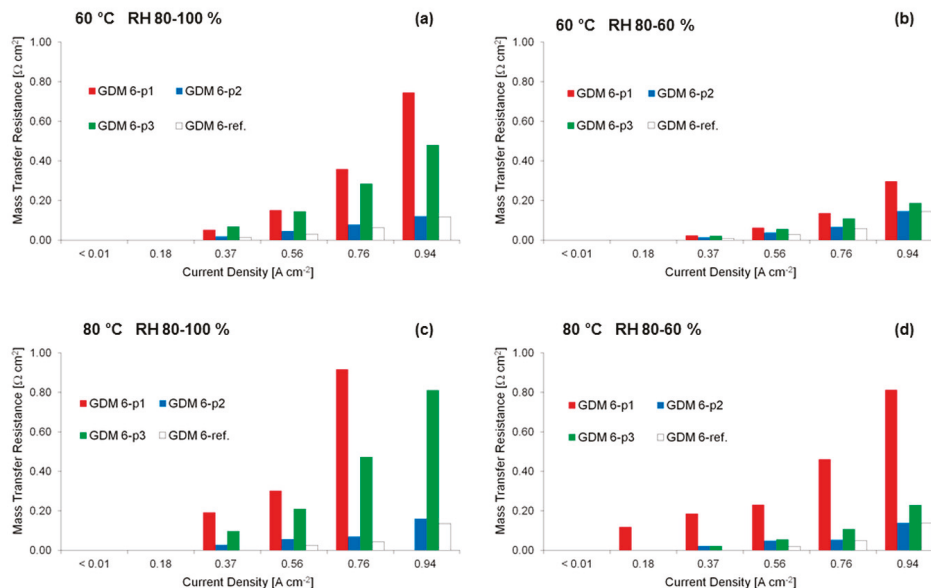 60 °C RH 80-100 % (a)
Mass Transfer Resistance [Ω cm²]
1.00
0.80
0.60
0.40
0.20
0.00
GDM 6-p1 GDM 6-p2
GDM 6-p3 GDM 6-ref.
< 0.01 0.18 0.37 0.56 0.76 0.94
Current Density [A cm⁻²]
60 °C RH 80-60 % (b)
Mass Transfer Resistance [Ω cm²]
1.00
0.80
0.60
0.40
0.20
0.00
GDM 6-p1 GDM 6-p2
GDM 6-p3 GDM 6-ref.
< 0.01 0.18 0.37 0.56 0.76 0.94
Current Density [A cm⁻²]
80 °C RH 80-100 % (c)
Mass Transfer Resistance [Ω cm²]
1.00
0.80
0.60
0.40
0.20
0.00
GDM 6-p1 GDM 6-p2
GDM 6-p3 GDM 6-ref.
< 0.01 0.18 0.37 0.56 0.76 0.94
Current Density [A cm⁻²]
80 °C RH 80-60 % (d)
Mass Transfer Resistance [Ω cm²]
1.00
0.80
0.60
0.40
0.20
0.00
GDM 6-p1 GDM 6-p2
GDM 6-p3 GDM 6-ref.
< 0.01 0.18 0.37 0.56 0.76 0.94
Current Density [A cm⁻²]